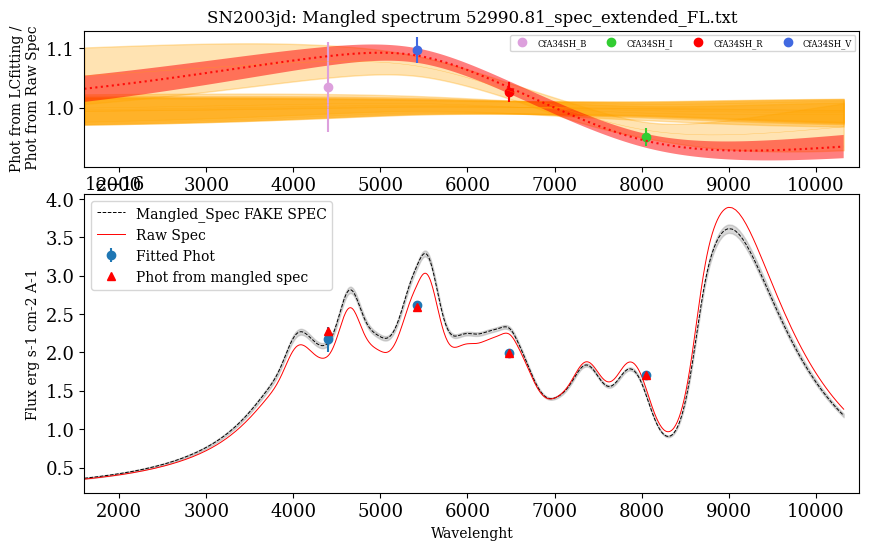 SN2003jd: Mangled spectrum 52990.81_spec_extended_FL.txt
Phot from LCfitting /
Phot from Raw Spec
1.1
1.0
CfA34SH_B
CfA34SH_I
CfA34SH_R
CfA34SH_V
2000 3000 4000 5000 6000 7000 8000 9000 10000
Flux erg s-1 cm-2 A-1
4.0
3.5
3.0
2.5
2.0
1.5
1.0
0.5
Mangled_Spec FAKE SPEC
Raw Spec
Fitted Phot
Phot from mangled spec
2000 3000 4000 5000 6000 7000 8000 9000 10000
Wavelenght